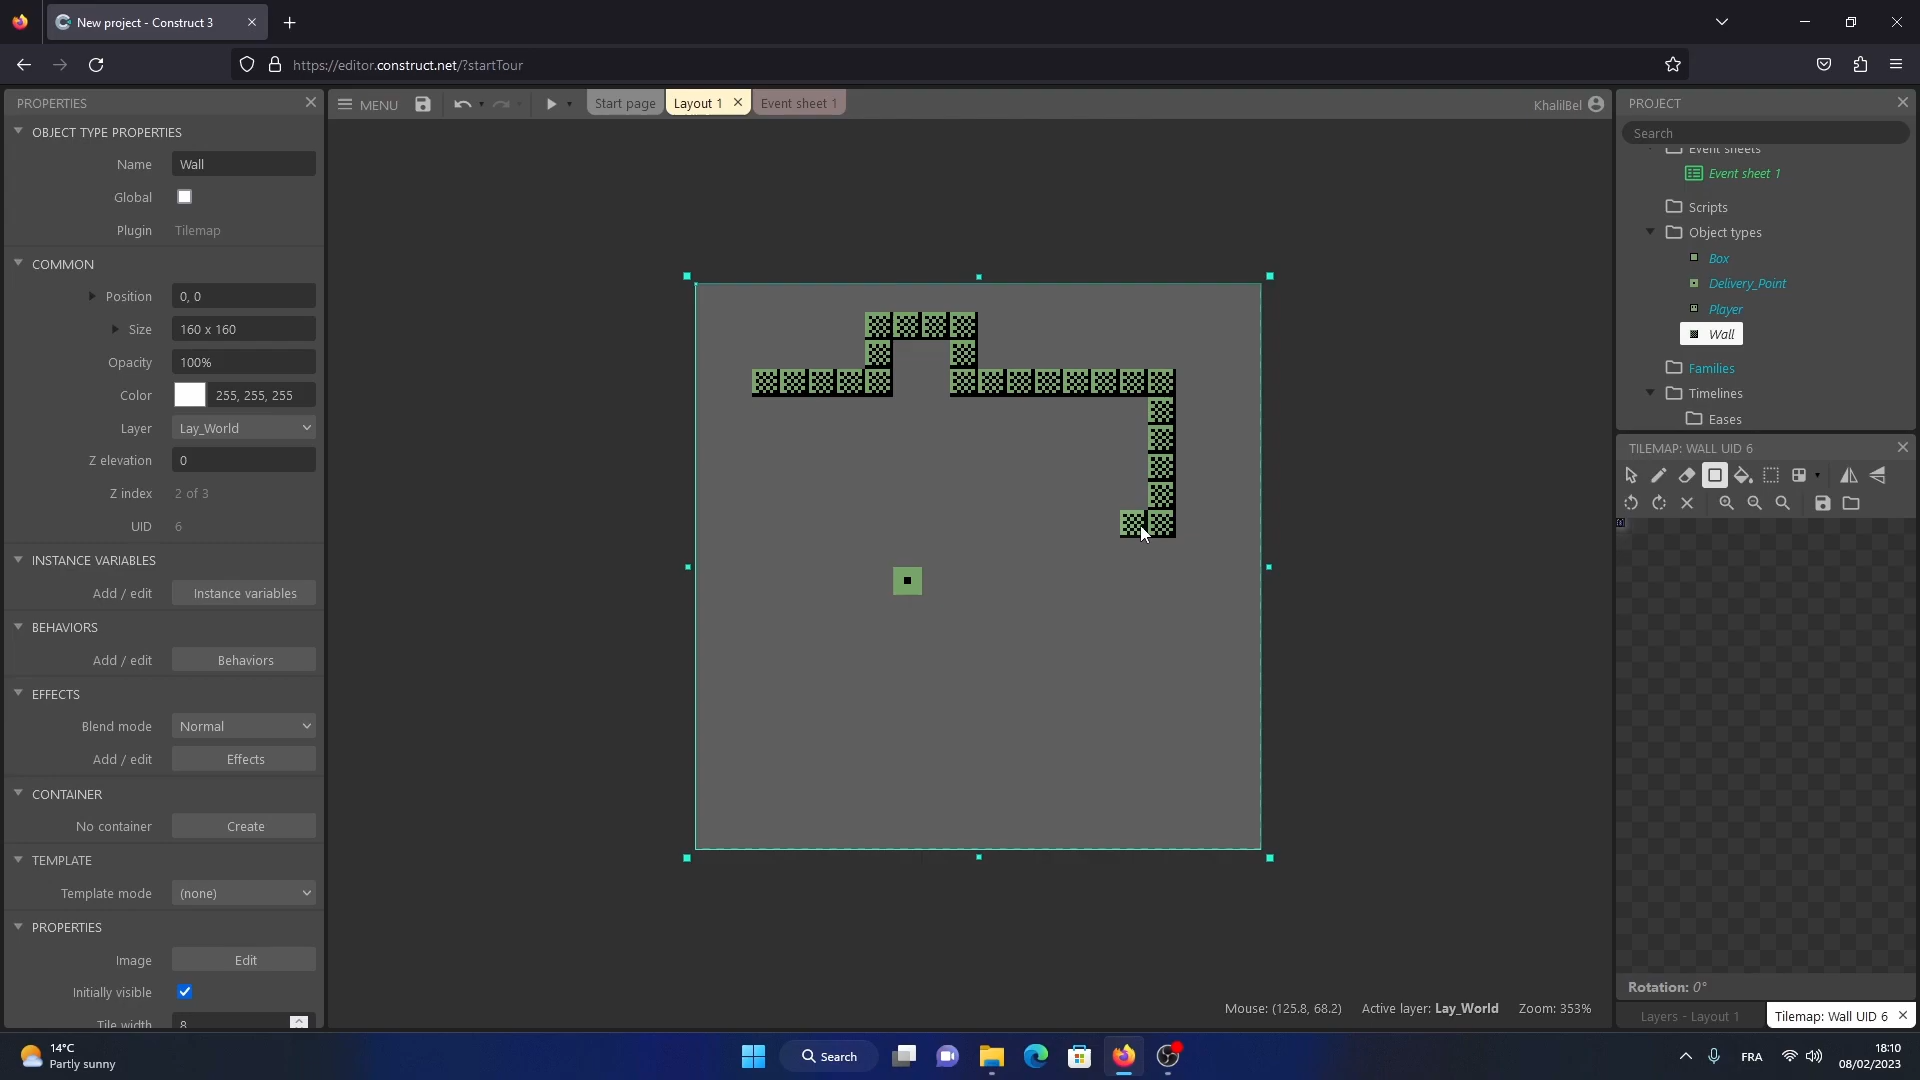 New project - Construct 3
https://editor.construct.net/?startTour
PROPERTIES
OBJECT TYPE PROPERTIES
Name Wall
Global
Plugin Tilemap
COMMON
Position 0, 0
Size 160 x 160
Opacity 100%
Color 255, 255, 255
Layer Lay_World
Z elevation 0
Z index 2 of 3
UID 6
INSTANCE VARIABLES
Add / edit Instance variables
BEHAVIORS
Add / edit Behaviors
EFFECTS
Blend mode Normal
Add / edit Effects
CONTAINER
No container Create
TEMPLATE
Template mode (none)
PROPERTIES
Image Edit
Initially visible
Tile width 8
MENU
Start page
Layout 1
Event sheet 1
KhalilBel
Mouse: (125.8, 68.2) Active layer: Lay_World Zoom: 353%
PROJECT
Search
Event sheets
Event sheet 1
Scripts
Object types
Box
Delivery_Point
Player
Wall
Families
Timelines
Eases
TILEMAP: WALL UID 6
Rotation: 0°
Layers - Layout 1
Tilemap: Wall UID 6
14°C
Partly sunny
Search
FRA
18:10
08/02/2023